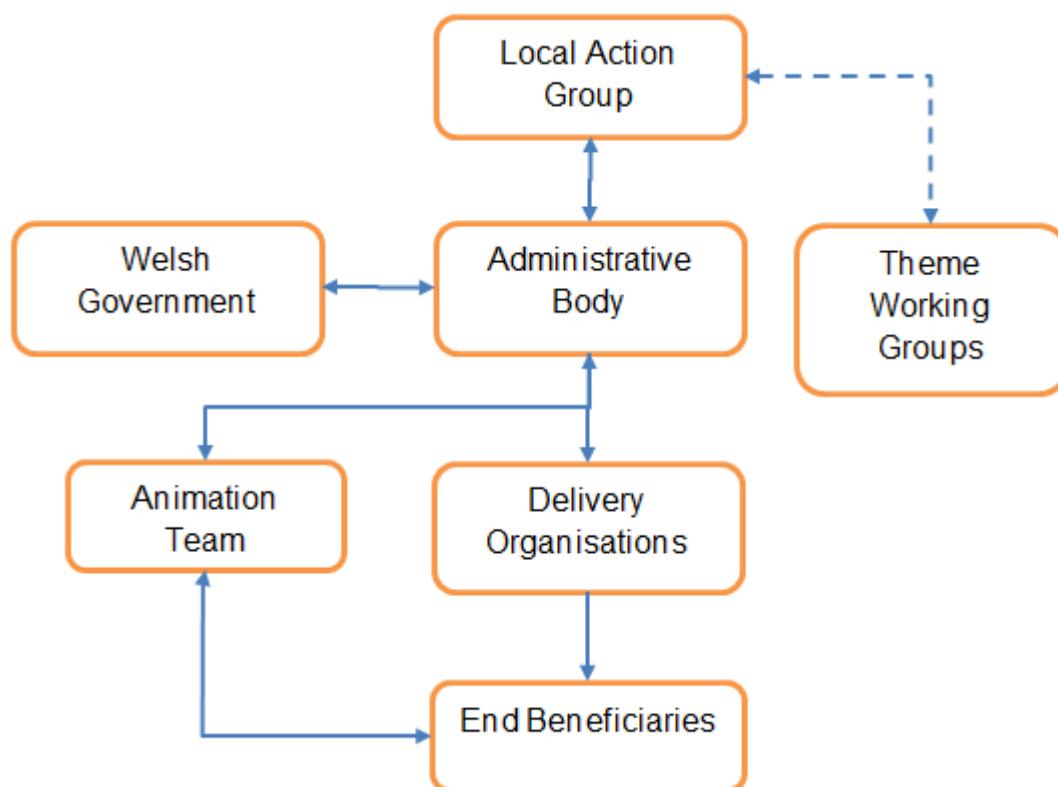 Local Action
Group
Welsh
Government
Administrative
Body
Theme
Working
Groups
Animation
Team
Delivery
Organisations
End Beneficiaries